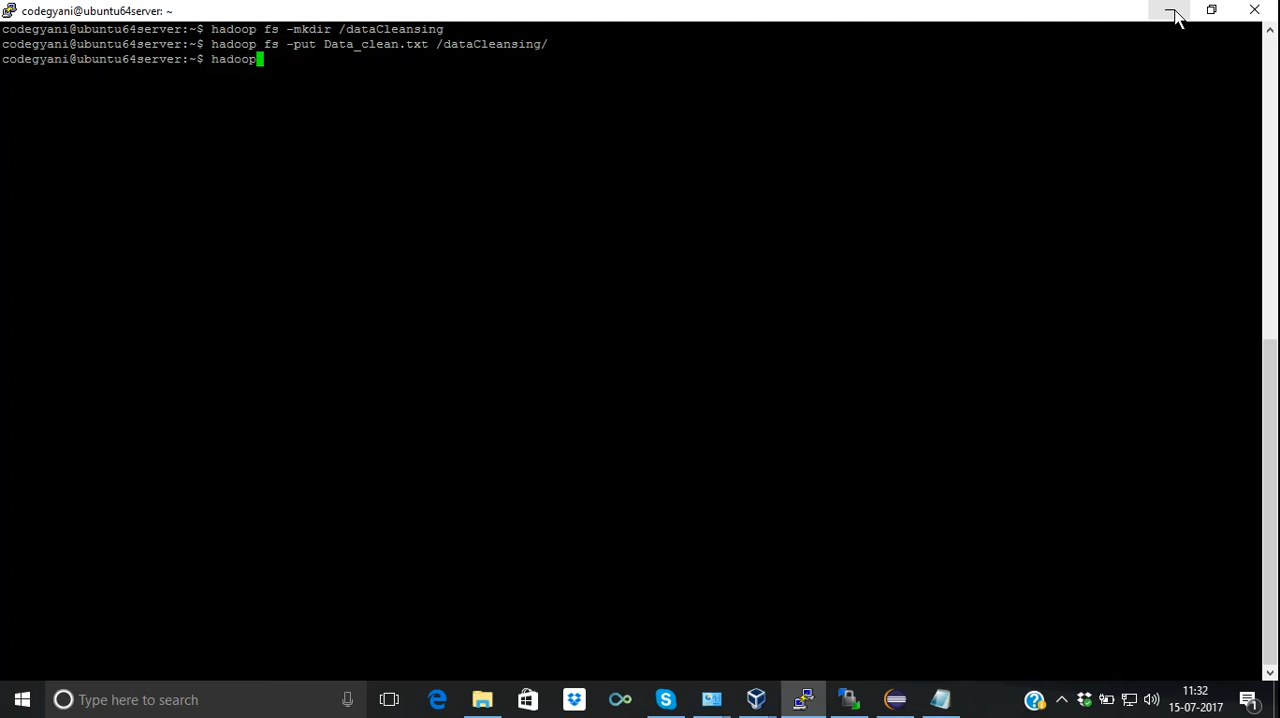 codegyani@ubuntu64server: ~
codegyani@ubuntu64server:~$ hadoop fs -mkdir /dataCleansing
codegyani@ubuntu64server:~$ hadoop fs -put Data_clean.txt /dataCleansing/
codegyani@ubuntu64server:~$ hadoop
Type here to search
11:32
15-07-2017
1